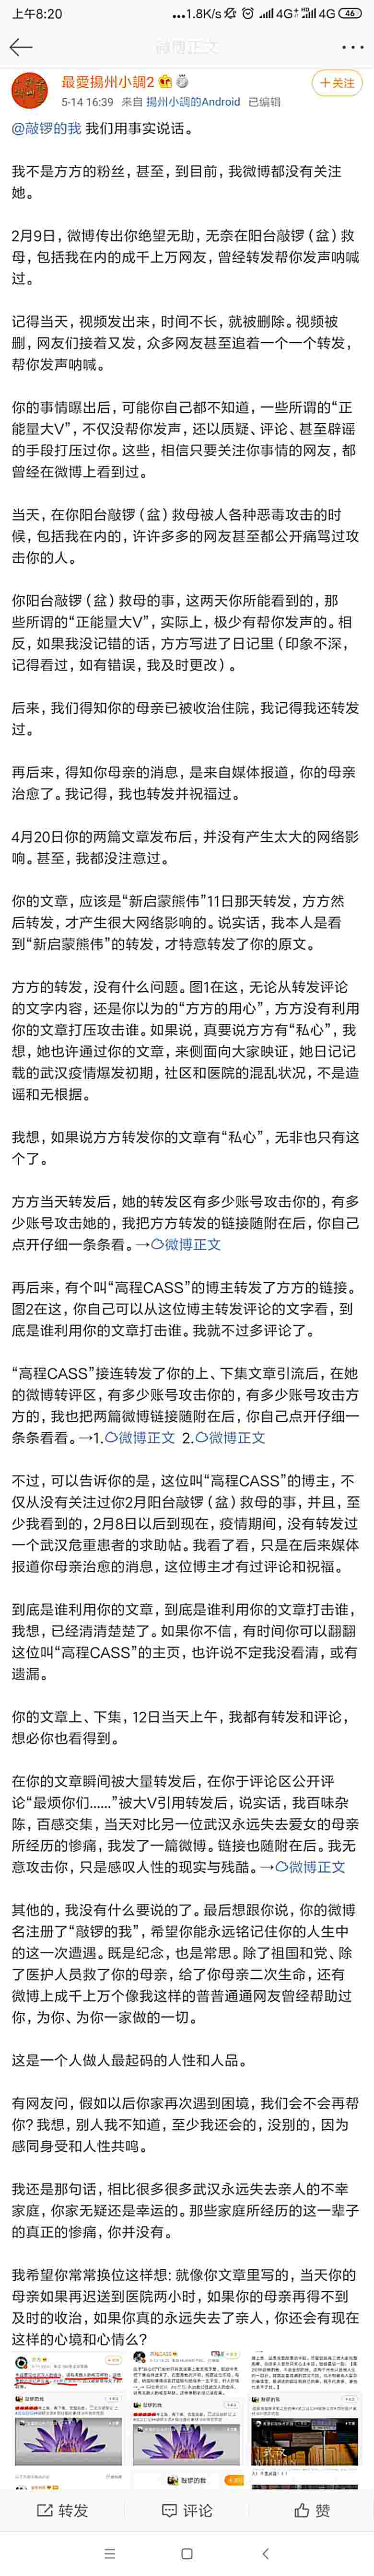 上午8:20
...1.8K/s 4G+ 4G 46
微博正文
最爱揚州小調2
+关注
5-14 16:39 来自 揚州小調的Android 已编辑
@敲锣的我 我们用事实说话。
我不是方方的粉丝，甚至，到目前，我微博都没有关注
她。
2月9日，微博传出你绝望无助，无奈在阳台敲锣（盆）救
母，包括我在内的成千上万网友，曾经转发帮你发声呐喊
过。
记得当天，视频发出来，时间不长，就被删除。视频被
删，网友们接着又发，众多网友甚至追着一个一个转发，
帮你发声呐喊。
你的事情曝出后，可能你自己都不知道，一些所谓的“正
能量大V”，不仅没帮你发声，还以质疑、评论、甚至辟谣
的手段打压过你。这些，相信只要关注你事情的网友，都
曾经在微博上看到过。
当天，在你阳台敲锣（盆）救母被人各种恶毒攻击的时
候，包括我在内的，许许多多的网友甚至都公开痛骂过攻
击你的人。
你阳台敲锣（盆）救母的事，这两天你所能看到的，那
些所谓的“正能量大V”，实际上，极少有帮你发声的。相
反，如果我没记错的话，方方写进了日记里（印象不深，
记得看过，如有错误，我及时更改）。
后来，我们得知你的母亲已被收治住院，我记得我还转发
过。
再后来，得知你母亲的消息，是来自媒体报道，你的母亲
治愈了。我记得，我也转发并祝福过。
4月20日你的两篇文章发布后，并没有产生太大的网络影
响。甚至，我都没注意过。
你的文章，应该是“新启蒙熊伟”11日那天转发，方方然
后转发，才产生很大网络影响的。说实话，我本人是看
到“新启蒙熊伟”的转发，才特意转发了你的原文。
方方的转发，没有什么问题。图1在这，无论从转发评论
的文字内容，还是你以为的“方方的用心”，方方没有利用
你的文章打压攻击谁。如果说，真要说方方有“私心”，我
想，她也许通过你的文章，来侧面向大家映证，她日记记
载的武汉疫情爆发初期，社区和医院的混乱状况，不是造
谣和无根据。
我想，如果说方方转发你的文章有“私心”，无非也只有这
个了。
方方当天转发后，她的转发区有多少账号攻击你的，有多
少账号攻击她的，我把方方转发的链接随附在后，你自己
点开仔细一条条看。→微博正文
再后来，有个叫“高程CASS”的博主转发了方方的链接。
图2在这，你自己可以从这位博主转发评论的文字看，到
底是谁利用你的文章打击谁。我就不过多评论了。
“高程CASS”接连转发了你的上、下集文章引流后，在她
的微博转评区，有多少账号攻击你的，有多少账号攻击方
方的，我也把两篇微博链接随附在后，你自己点开仔细一
条条看看。→1.微博正文 2.微博正文
不过，可以告诉你的是，这位叫“高程CASS”的博主，不
仅从没有关注过你2月阳台敲锣（盆）救母的事，并且，至
少我看到的，2月8日以后到现在，疫情期间，没有转发过
一个武汉危重患者的求助帖。我看了看，只是在后来媒体
报道你母亲治愈的消息，这位博主才有过评论和祝福。
到底是谁利用你的文章，到底是谁利用你的文章打击谁，
我想，已经清清楚楚了。如果你不信，有时间你可以翻翻
这位叫“高程CASS”的主页，也许说不定我没看清，或有
遗漏。
你的文章上、下集，12日当天上午，我都有转发和评论，
想必你也看得到。
在你的文章瞬间被大量转发后，在你于评论区公开评
论“最烦你们......”被大V引用转发后，说实话，我百味杂
陈，百感交集，当天对比另一位武汉永远失去爱女的母亲
所经历的惨痛，我发了一篇微博。链接也随附在后。我无
意攻击你，只是感叹人性的现实与残酷。→微博正文
其他的，我没有什么要说的了。最后想跟你说，你的微博
名注册了“敲锣的我”，希望你能永远铭记住你的人生中
的这一次遭遇。既是纪念，也是常思。除了祖国和党、除
了医护人员救了你的母亲，给了你母亲二次生命，还有
微博上成千上万个像我这样的普普通通网友曾经帮助过
你，为你、为你一家做的一切。
这是一个人做人最起码的人性和人品。
有网友问，假如以后你家再次遇到困境，我们会不会再帮
你？我想，别人我不知道，至少我还会的，没别的，因为
感同身受和人性共鸣。
我还是那句话，相比很多很多武汉永远失去亲人的不幸
家庭，你家无疑还是幸运的。那些家庭所经历的这一辈子
的真正的惨痛，你并没有。
我希望你常常换位这样想：就像你文章里写的，当天你的
母亲如果再迟送到医院两小时，如果你的母亲再得不到
及时的收治，如果你真的永远失去了亲人，你还会有现在
这样的心境和心情么？
敲锣的我
敲锣的我
敲锣的我
转发
评论
赞